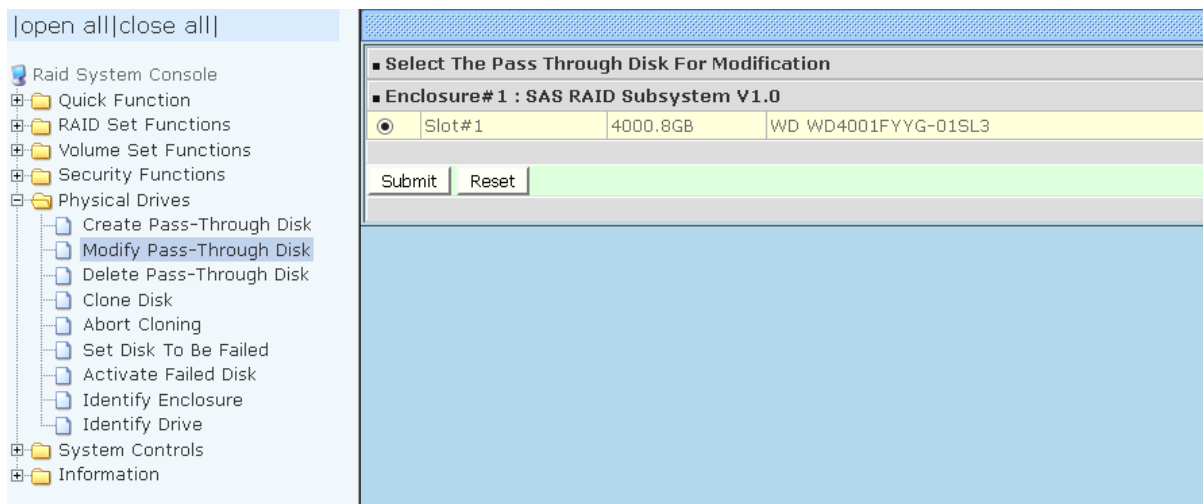 |open all|close all|
Raid System Console
Quick Function
RAID Set Functions
Volume Set Functions
Security Functions
Physical Drives
Create Pass-Through Disk
Modify Pass-Through Disk
Delete Pass-Through Disk
Clone Disk
Abort Cloning
Set Disk To Be Failed
Activate Failed Disk
Identify Enclosure
Identify Drive
System Controls
Information
Select The Pass Through Disk For Modification
Enclosure#1 : SAS RAID Subsystem V1.0
Slot#1 4000.8GB WD WD4001FYYG-01SL3
Submit Reset